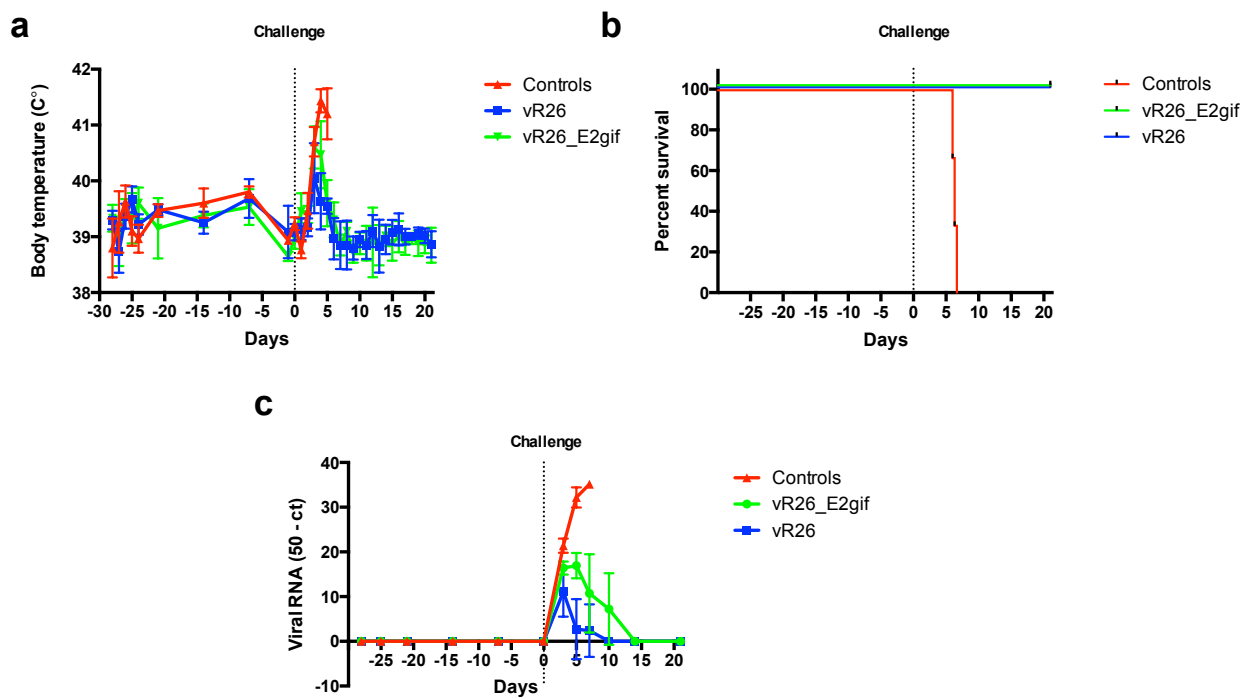 a
Challenge
Body temperature (C°)
42
41
40
39
38
-30 -25 -20 -15 -10 -5 0 5 10 15 20
Days
Controls
vR26
vR26_E2gif
b
Challenge
Percent survival
100
80
60
40
20
0
-25 -20 -15 -10 -5 0 5 10 15 20
Days
Controls
vR26_E2gif
vR26
c
Challenge
Viral RNA (50 - ct)
40
30
20
10
0
-10
-25 -20 -15 -10 -5 0 5 10 15 20
Days
Controls
vR26_E2gif
vR26